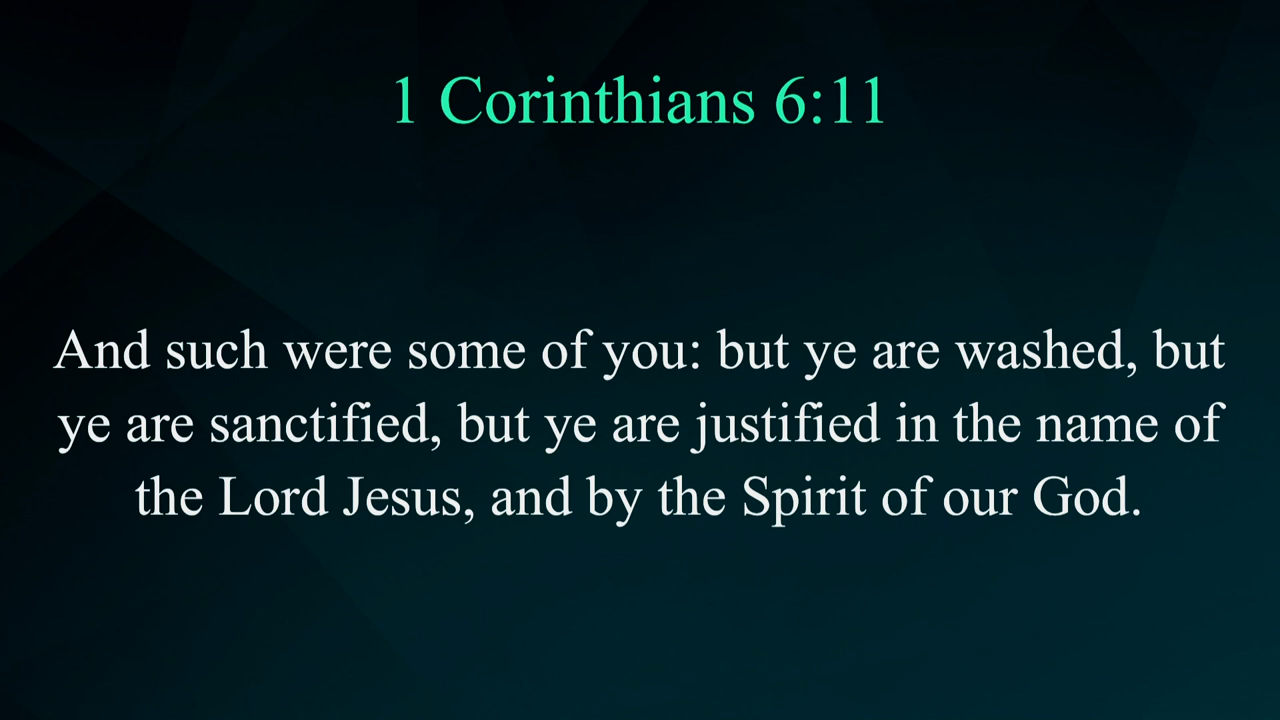 1 Corinthians 6:11
And such were some of you: but ye are washed, but
ye are sanctified, but ye are justified in the name of
the Lord Jesus, and by the Spirit of our God.